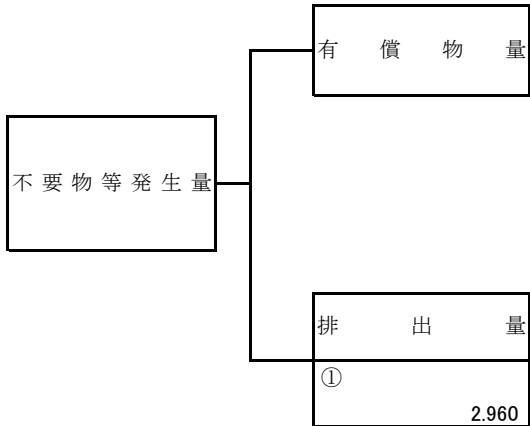 有償物量
不要物等発生量
排出量
①
2.960